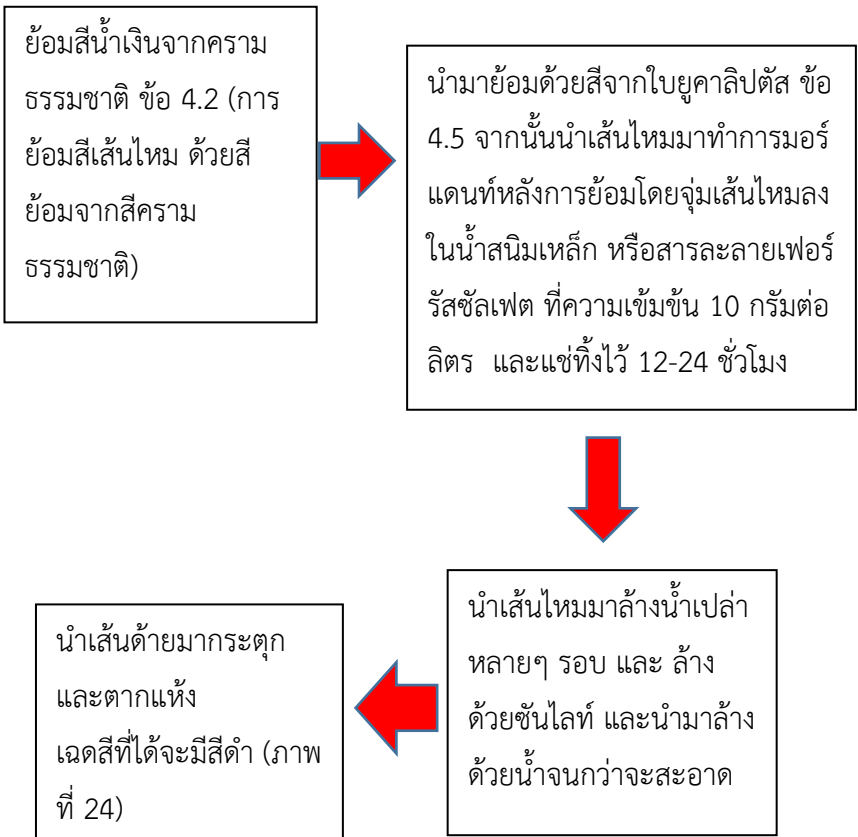 ย้อมสีน้ำเงินจากคราม
ธรรมชาติ ข้อ 4.2 (การ
ย้อมสีเส้นไหม ด้วยสี
ย้อมจากสีคราม
ธรรมชาติ)
นำมาย้อมด้วยสีจากใบยูคาลิปตัส ข้อ
4.5 จากนั้นนำเส้นไหมมาทำการมอร์
แดนท์หลังการย้อมโดยจุ่มเส้นไหมลง
ในน้ำสนิมเหล็ก หรือสารละลายเฟอร์
รัสซัลเฟต ที่ความเข้มข้น 10 กรัมต่อ
ลิตร และแช่ทิ้งไว้ 12-24 ชั่วโมง
นำเส้นไหมมาล้างน้ำเปล่า
หลายๆ รอบ และ ล้าง
ด้วยซันไลท์ และนำมาล้าง
ด้วยน้ำจนกว่าจะสะอาด
นำเส้นด้ายมากระตุก
และตากแห้ง
เฉดสีที่ได้จะมีสีดำ (ภาพ
ที่ 24)